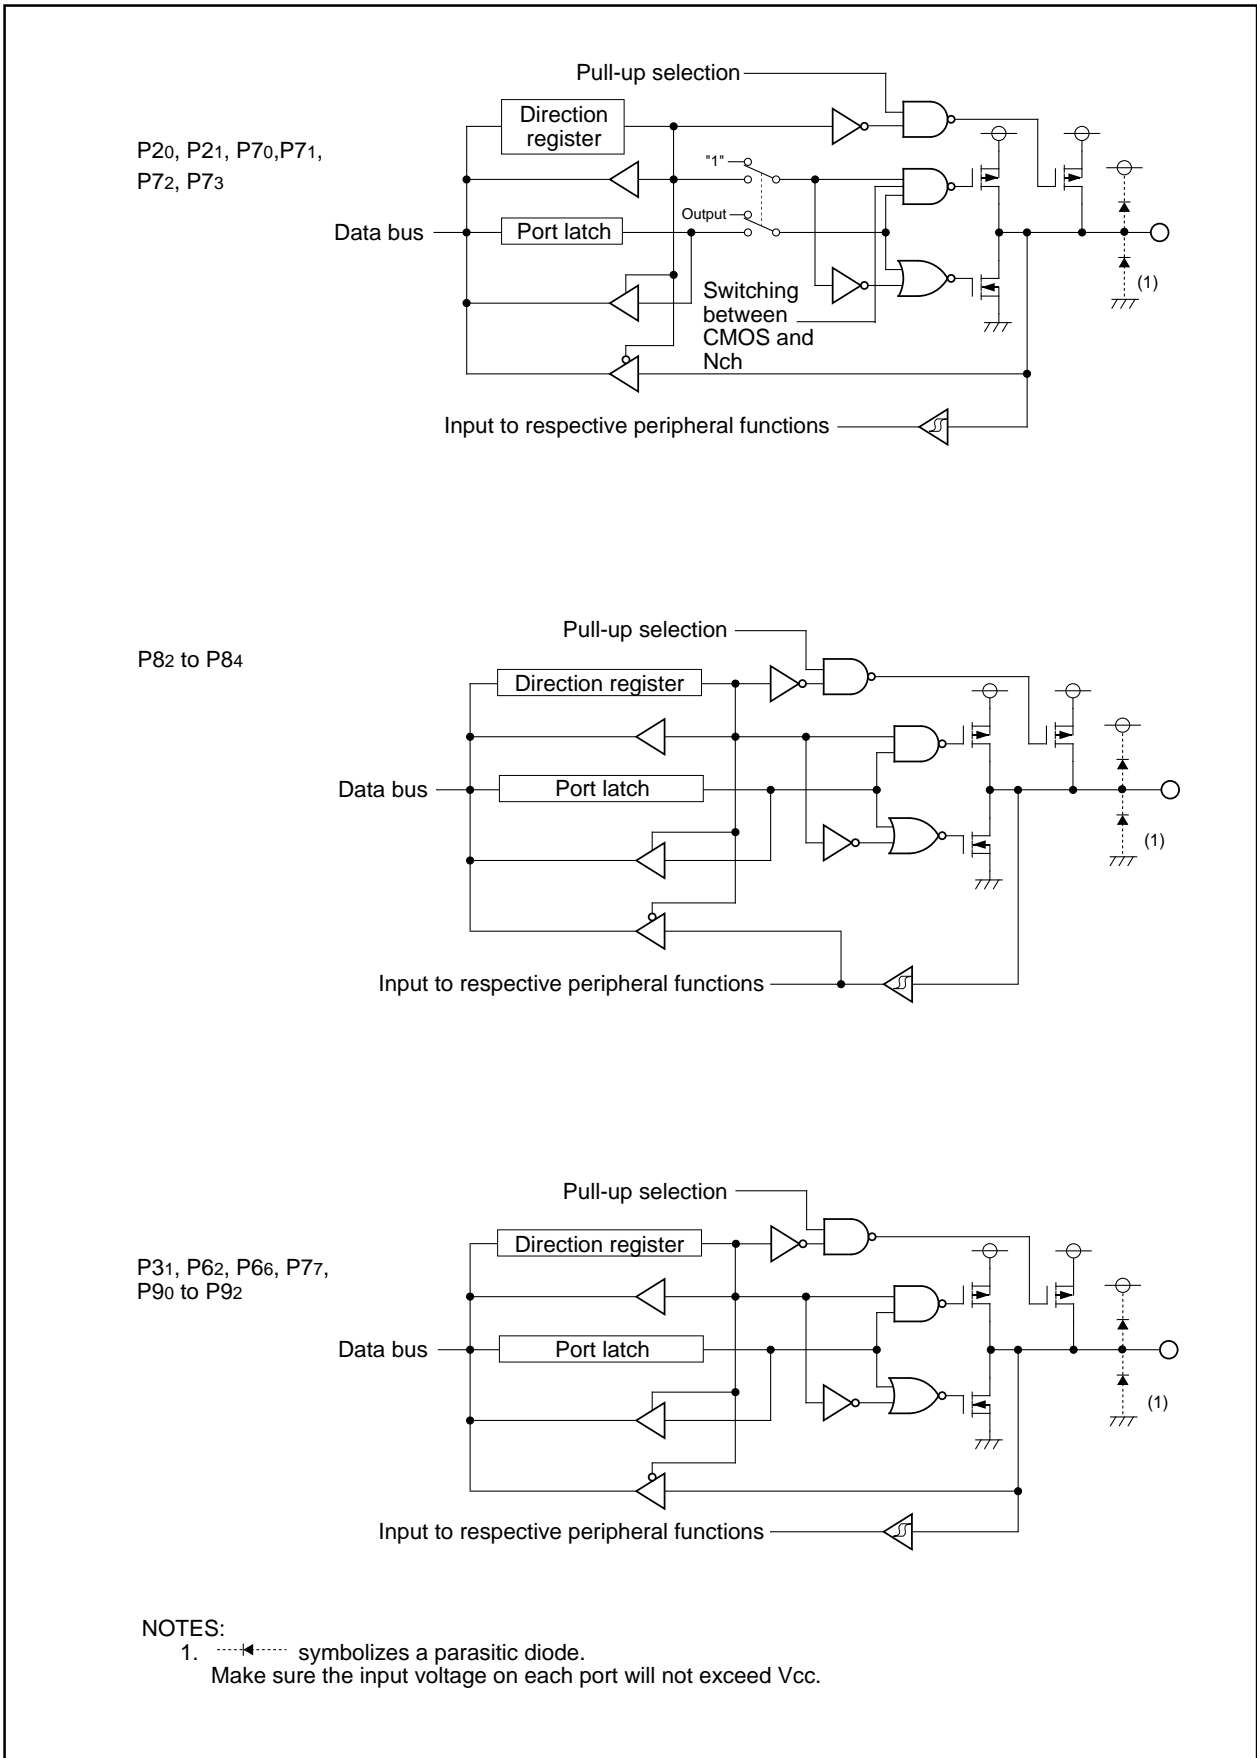 Pull-up selection
Direction
register
P20, P21, P70,P71,
P72, P73
"1"
Output
Data bus
Port latch
(1)
Switching
between
CMOS and
Nch
Input to respective peripheral functions
Pull-up selection
P82 to P84
Direction register
Data bus
Port latch
(1)
Input to respective peripheral functions
Pull-up selection
Direction register
P31, P62, P66, P77,
P90 to P92
Data bus
Port latch
(1)
Input to respective peripheral functions
NOTES:
1. symbolizes a parasitic diode.
Make sure the input voltage on each port will not exceed Vcc.